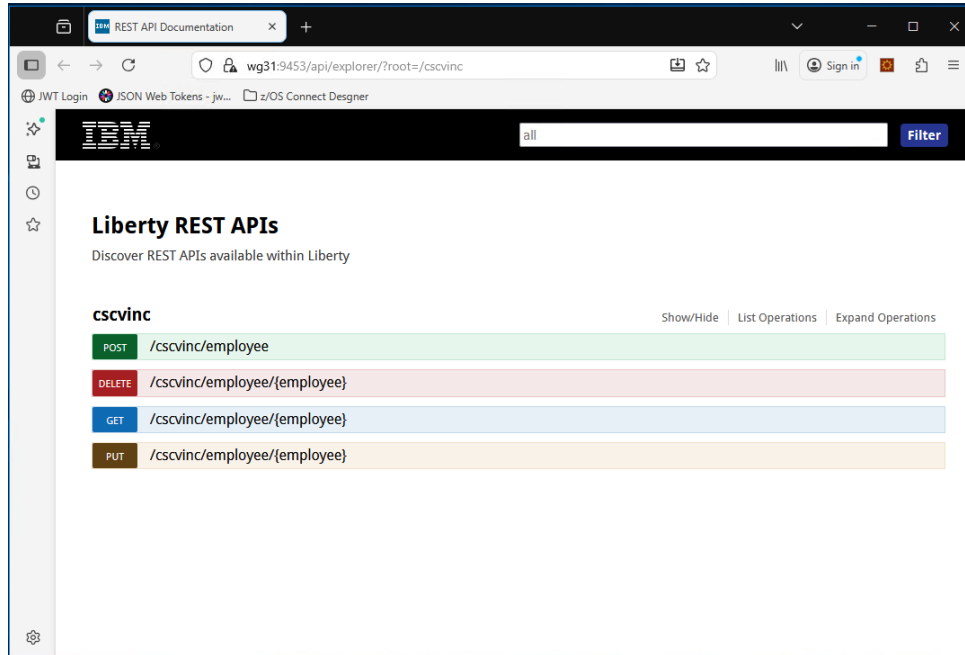 IBM REST API Documentation
wg31:9453/api/explorer/?root=/cscvinc
Sign in
JWT Login JSON Web Tokens - jw... z/OS Connect Desgner
IBM
all
Filter
Liberty REST APIs
Discover REST APIs available within Liberty
cscvinc
Show/Hide List Operations Expand Operations
POST /cscvinc/employee
DELETE /cscvinc/employee/{employee}
GET /cscvinc/employee/{employee}
PUT /cscvinc/employee/{employee}